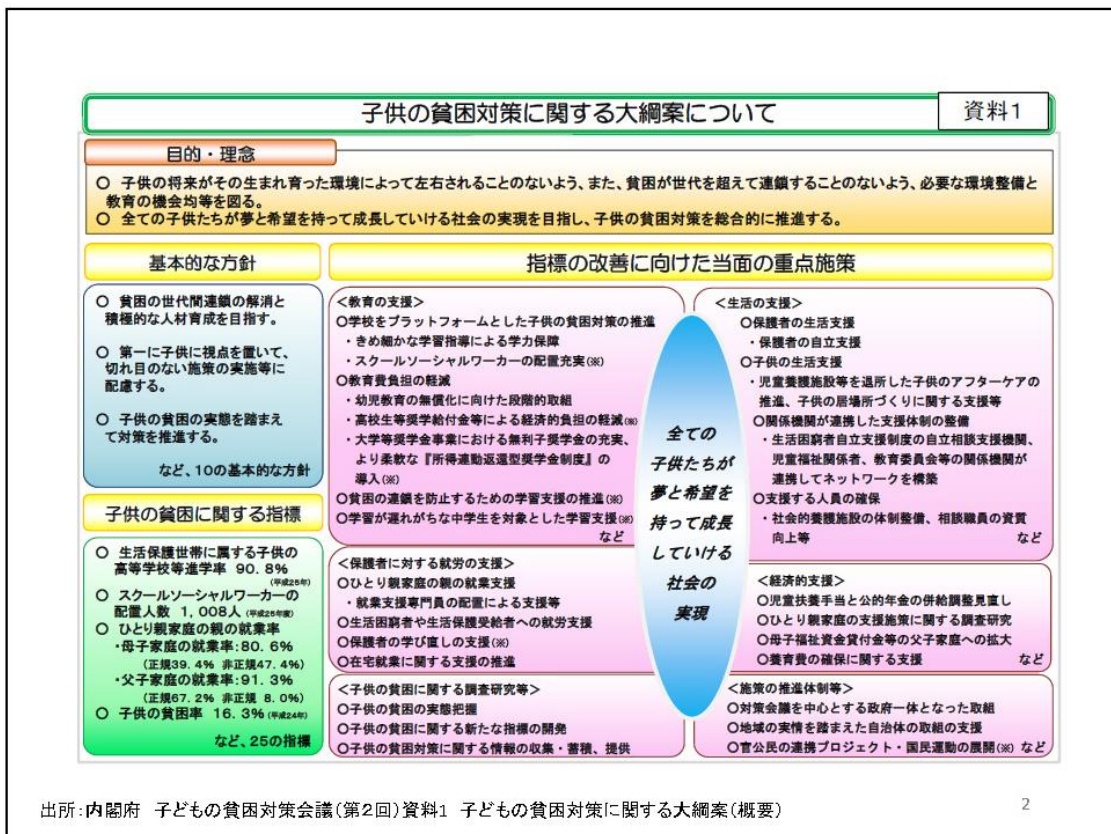 子供の貧困対策に関する大綱案について
資料1
目的・理念
○ 子供の将来がその生まれ育った環境によって左右されることのないよう、また、貧困が世代を超えて連鎖することのないよう、必要な環境整備と
教育の機会均等を図る。
○ 全ての子供たちが夢と希望を持って成長していける社会の実現を目指し、子供の貧困対策を総合的に推進する。
基本的な方針
○ 貧困の世代間連鎖の解消と
積極的な人材育成を目指す。
○ 第一に子供に視点を置いて、
切れ目のない施策の実施等に
配慮する。
○ 子供の貧困の実態を踏まえ
て対策を推進する。
など、10の基本的な方針
子供の貧困に関する指標
○ 生活保護世帯に属する子供の
高等学校等進学率 90.8%
(平成25年)
○ スクールソーシャルワーカーの
配置人数 1,008人 (平成25年度)
○ ひとり親家庭の親の就業率
・母子家庭の就業率:80.6%
(正規39.4% 非正規47.4%)
・父子家庭の就業率:91.3%
(正規67.2% 非正規 8.0%)
○ 子供の貧困率 16.3% (平成24年)
など、25の指標
指標の改善に向けた当面の重点施策
<教育の支援>
○学校をプラットフォームとした子供の貧困対策の推進
・きめ細かな学習指導による学力保障
・スクールソーシャルワーカーの配置充実(※)
○教育費負担の軽減
・幼児教育の無償化に向けた段階的取組
・高校生等奨学給付金等による経済的負担の軽減(※)
・大学等奨学金事業における無利子奨学金の充実、
より柔軟な『所得連動返還型奨学金制度』の
導入(※)
○貧困の連鎖を防止するための学習支援の推進(※)
○学習が遅れがちな中学生を対象とした学習支援(※)
など
<保護者に対する就労の支援>
○ひとり親家庭の親の就業支援
・就業支援専門員の配置による支援等
○生活困窮者や生活保護受給者への就労支援
○保護者の学び直しの支援(※)
○在宅就業に関する支援の推進
<子供の貧困に関する調査研究等>
○子供の貧困の実態把握
○子供の貧困に関する新たな指標の開発
○子供の貧困対策に関する情報の収集・蓄積、提供
全ての
子供たちが
夢と希望を
持って成長
していける
社会の
実現
<生活の支援>
○保護者の生活支援
・保護者の自立支援
○子供の生活支援
・児童養護施設等を退所した子供のアフターケアの
推進、子供の居場所づくりに関する支援等
○関係機関が連携した支援体制の整備
・生活困窮者自立支援制度の自立相談支援機関、
児童福祉関係者、教育委員会等の関係機関が
連携してネットワークを構築
○支援する人員の確保
・社会的養護施設の体制整備、相談職員の資質
向上等 など
<経済的支援>
○児童扶養手当と公的年金の併給調整見直し
○ひとり親家庭の支援施策に関する調査研究
○母子福祉資金貸付金等の父子家庭への拡大
○養育費の確保に関する支援 など
<施策の推進体制等>
○対策会議を中心とする政府一体となった取組
○地域の実情を踏まえた自治体の取組の支援
○官公民の連携プロジェクト・国民運動の展開(※) など
出所:内閣府 子どもの貧困対策会議(第2回)資料1 子どもの貧困対策に関する大綱案(概要)
2